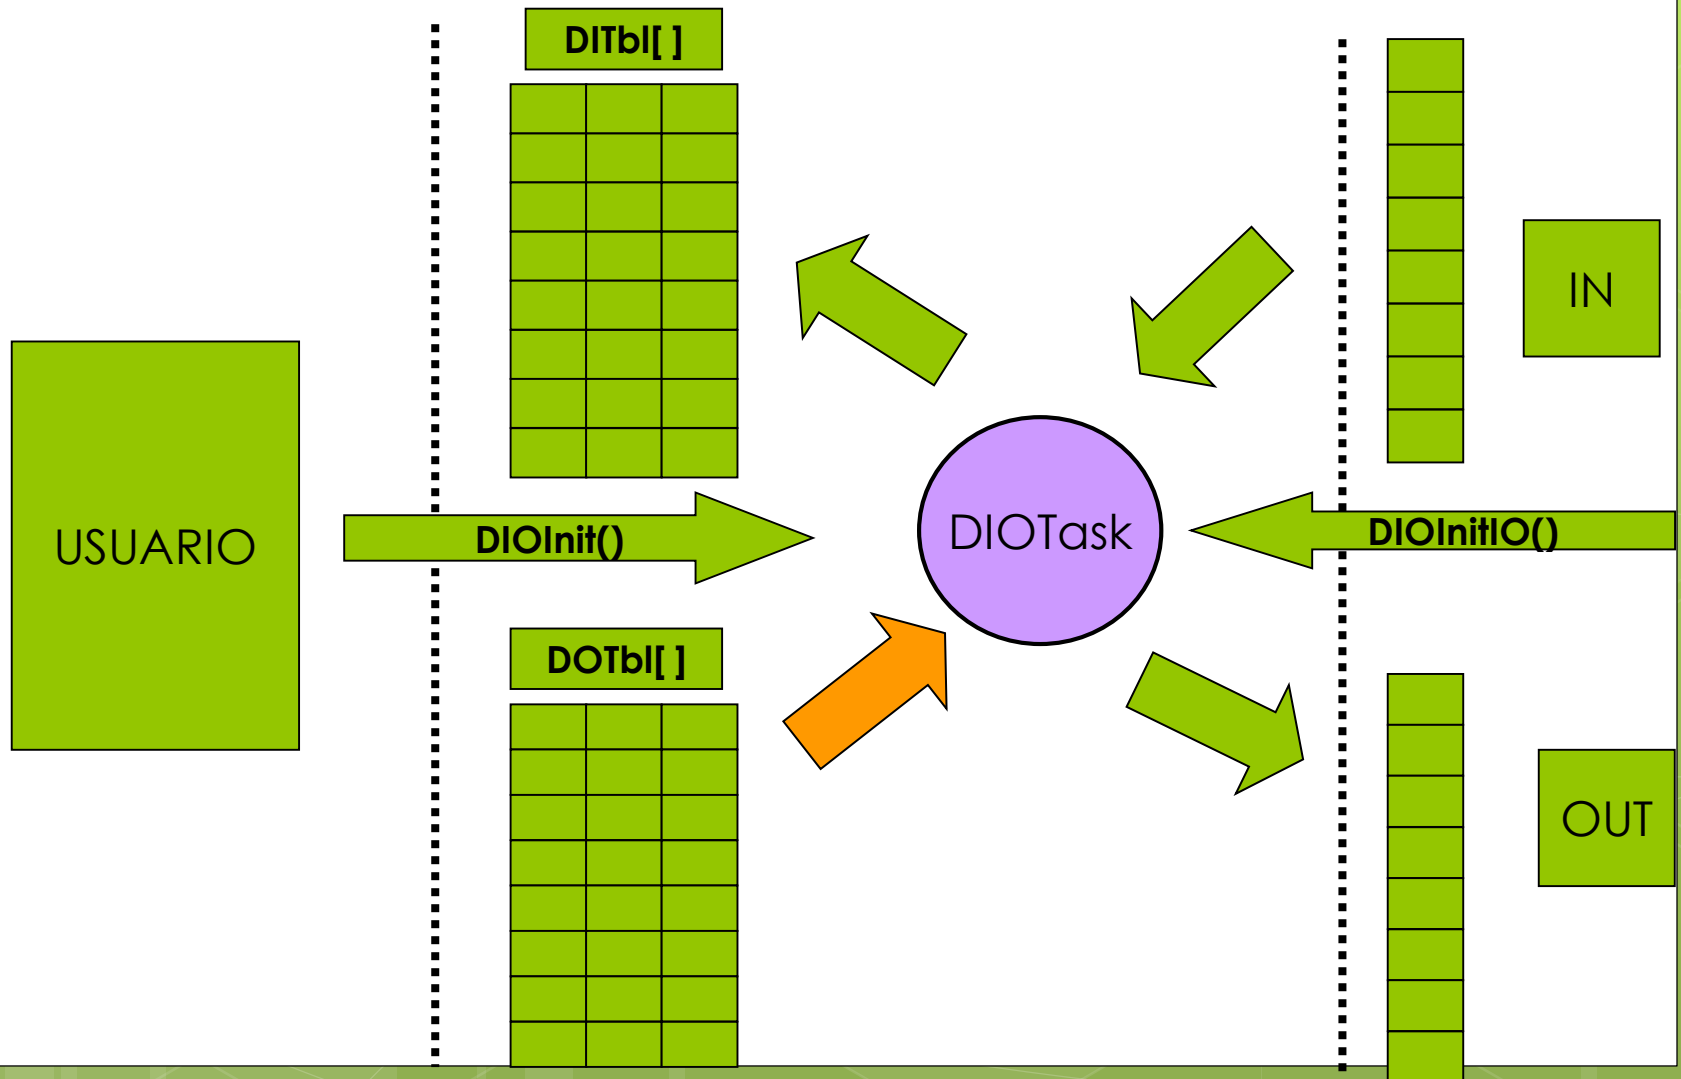 DITbl[ ]
IN
USUARIO
DIOInit()
DIOTask
DIOInitIO()
DOTbl[ ]
OUT